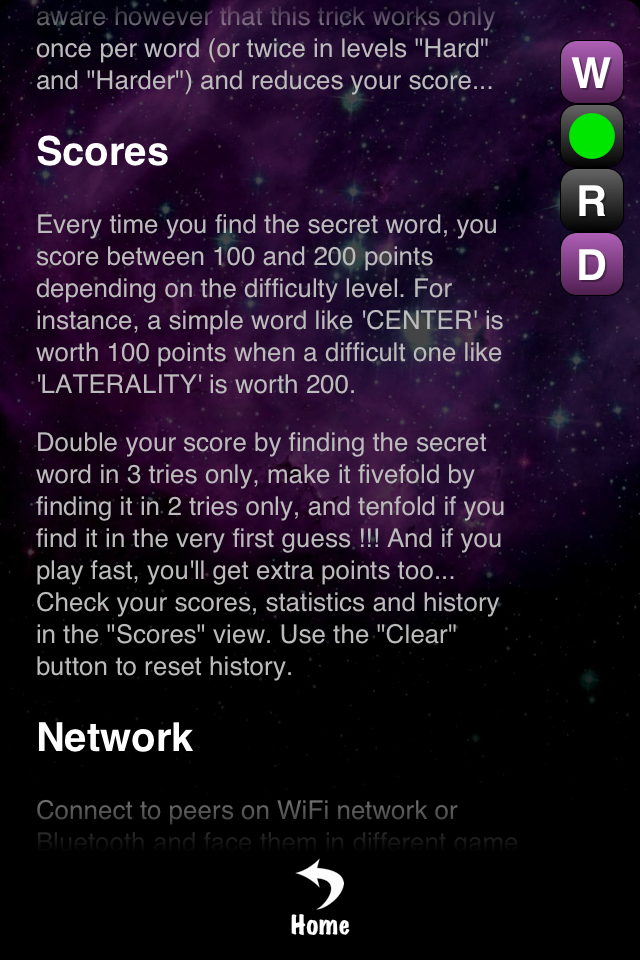 aware however that this trick works only
once per word (or twice in levels "Hard"
and "Harder") and reduces your score...
W
R
D
Scores
Every time you find the secret word, you
score between 100 and 200 points
depending on the difficulty level. For
instance, a simple word like 'CENTER' is
worth 100 points when a difficult one like
'LATERALITY' is worth 200.
Double your score by finding the secret
word in 3 tries only, make it fivefold by
finding it in 2 tries only, and tenfold if you
find it in the very first guess !!! And if you
play fast, you'll get extra points too...
Check your scores, statistics and history
in the "Scores" view. Use the "Clear"
button to reset history.
Network
Connect to peers on WiFi network or
Bluetooth and face them in different game
Home